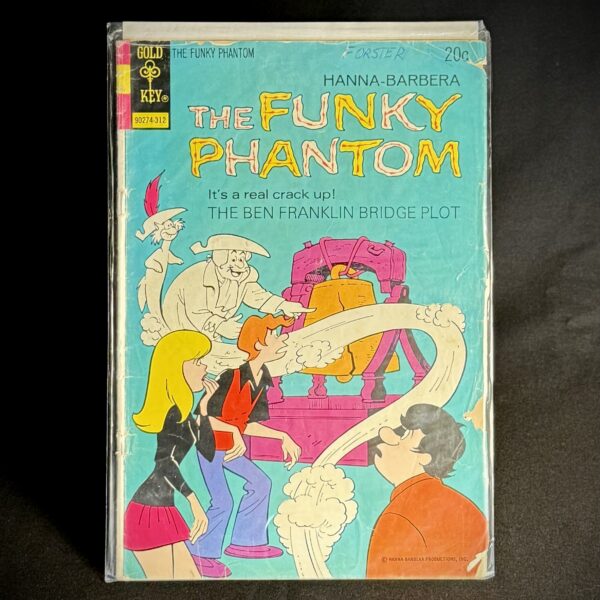 GOLD
KEY®
90274-312
THE FUNKY PHANTOM
FORSTER
20¢
HANNA-BARBERA
THE FUNKY
PHANTOM
It's a real crack up!
THE BEN FRANKLIN BRIDGE PLOT
© HANNA-BARBERA PRODUCTIONS, INC.